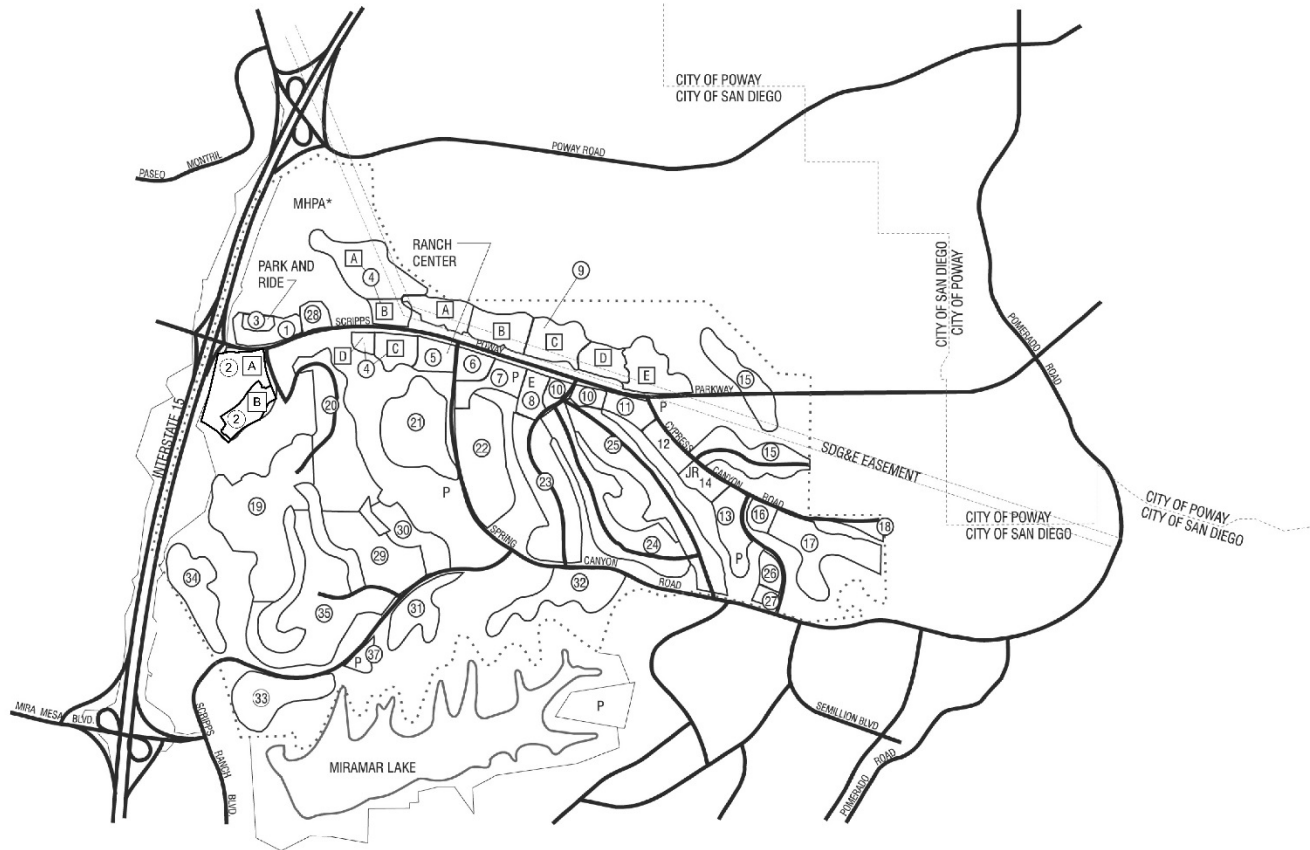 CITY OF POWAY
CITY OF SAN DIEGO
PASEO MONTRIL
POWAY ROAD
MHPA*
RANCH
CENTER
A
4
PARK AND
RIDE
9
CITY OF SAN DIEGO
CITY OF POWAY
POMERADO ROAD
3
1
28
SCRIPPS
B
A
B
C
D
E
POWAY
PARKWAY
2
A
B
2
D
4
C
5
6
7
P
E
8
10
10
11
P
15
12
CYPRESS
CANYON
ROAD
15
SDG&E EASEMENT
INTERSTATE 15
20
21
22
25
JR
14
23
13
16
18
19
P
30
24
17
P
CITY OF POWAY
CITY OF SAN DIEGO
CITY OF POWAY
CITY OF SAN DIEGO
SPRING
CANYON
ROAD
29
32
26
27
34
35
31
P
37
33
MIRA MESA BLVD.
SCRIPPS RANCH BLVD.
P
MIRAMAR LAKE
SEMILLION BLVD
POMERADO ROAD